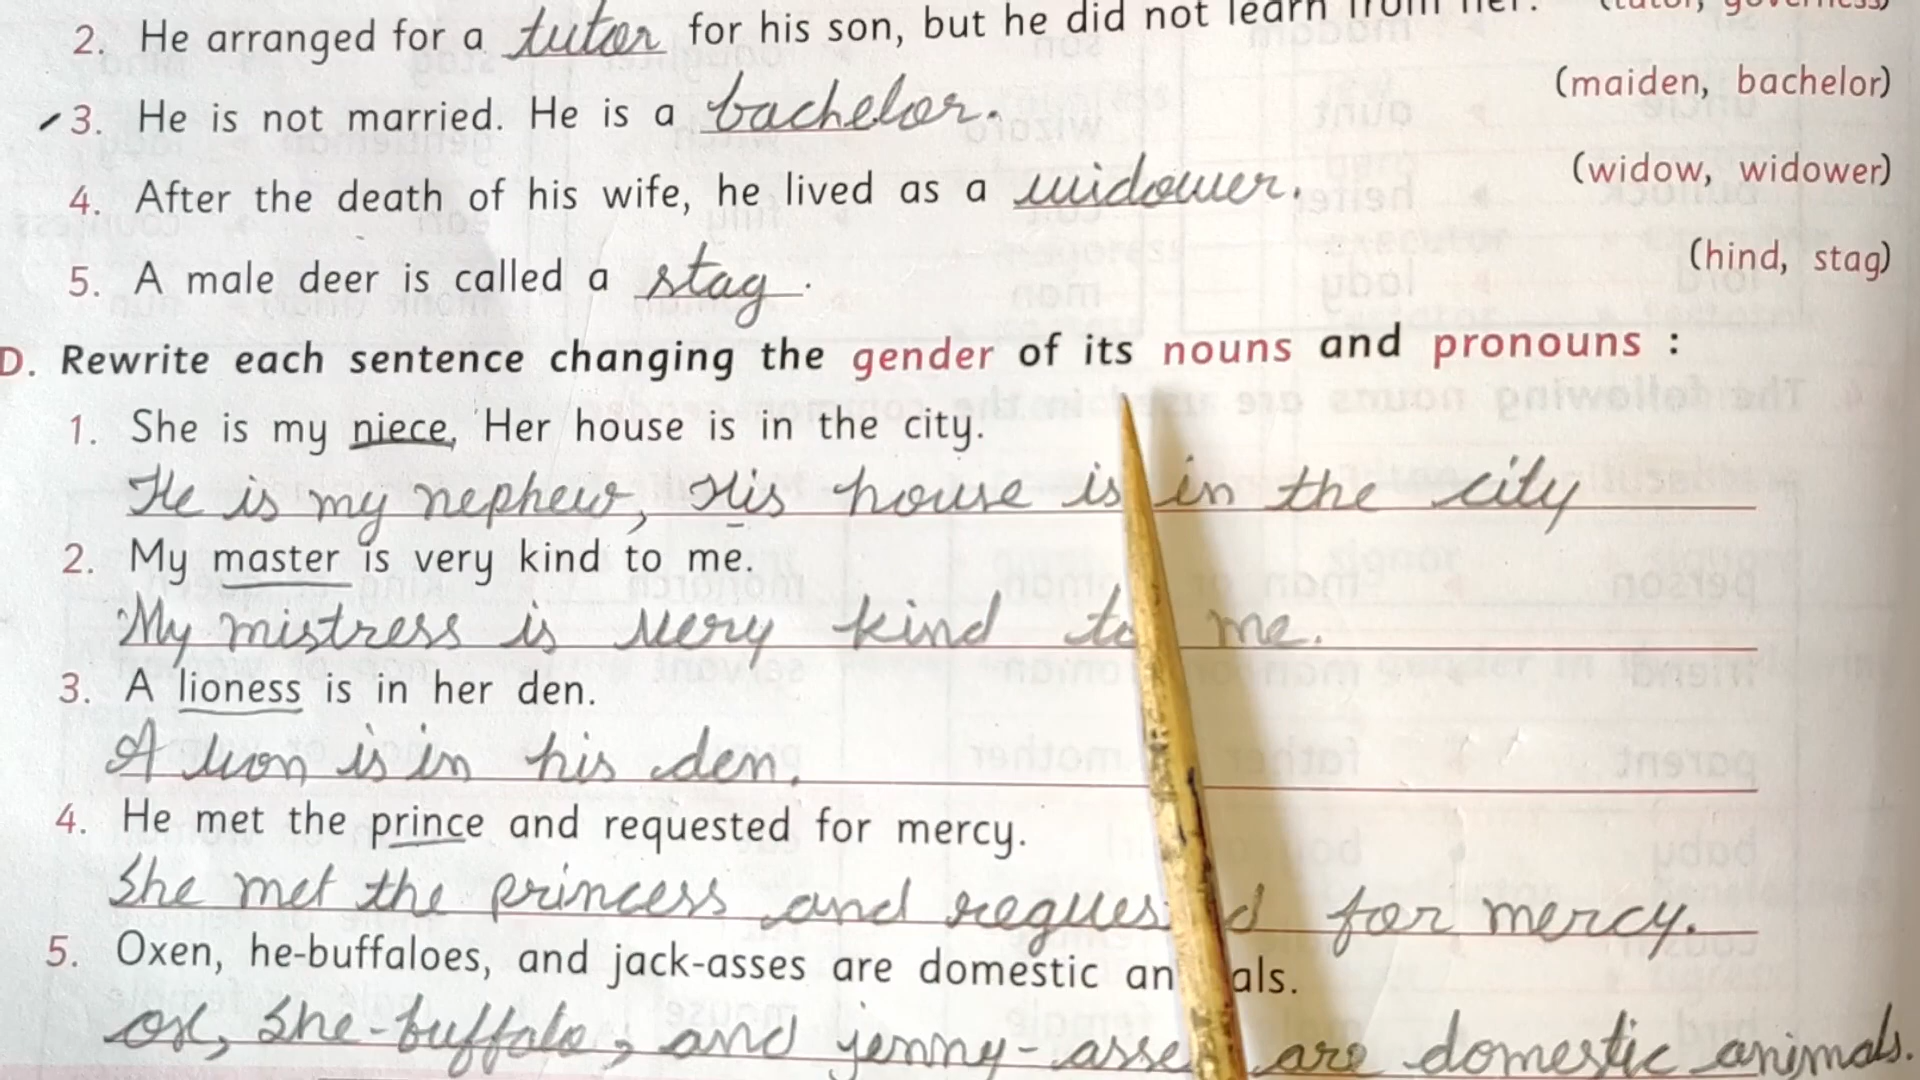 2. He arranged for a tutor for his son, but he did not learn from her. (tutor, governess)
3. He is not married. He is a bachelor. (maiden, bachelor)
4. After the death of his wife, he lived as a widower. (widow, widower)
5. A male deer is called a stag. (hind, stag)
D. Rewrite each sentence changing the gender of its nouns and pronouns :
1. She is my niece. Her house is in the city.
He is my nephew, His house is in the city
2. My master is very kind to me.
My mistress is very kind to me.
3. A lioness is in her den.
A lion is in his den.
4. He met the prince and requested for mercy.
She met the princess and requested for mercy.
5. Oxen, he-buffaloes, and jack-asses are domestic animals.
ox, she-buffalo, and jenny-asses are domestic animals.